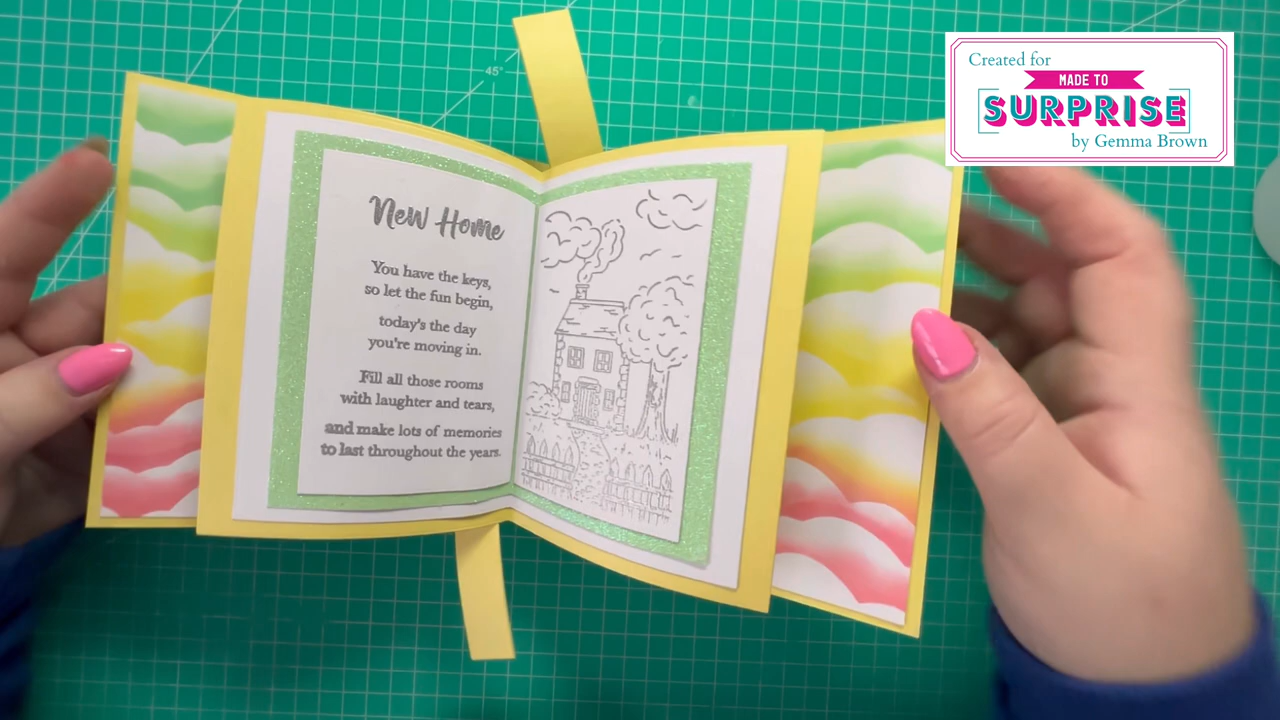 45°
Created for
MADE TO
SURPRISE
by Gemma Brown
New Home
You have the keys,
so let the fun begin,
today's the day
you're moving in.
Fill all those rooms
with laughter and tears,
and make lots of memories
to last throughout the years.